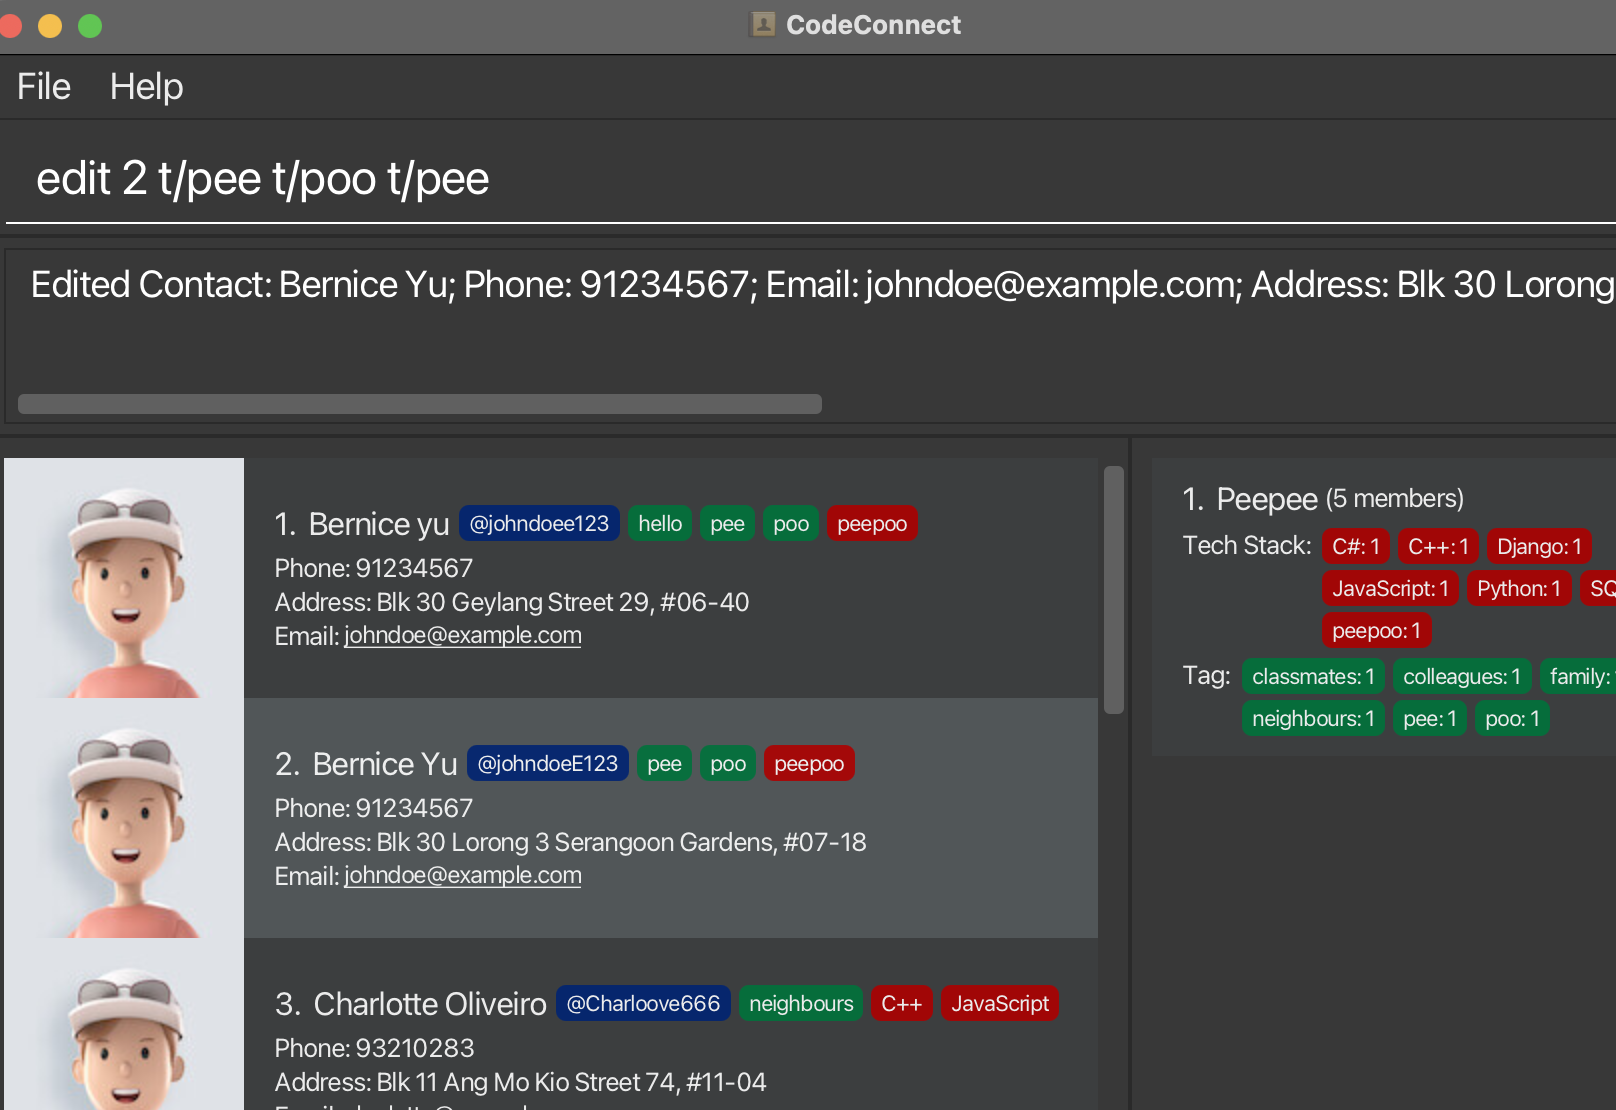 CodeConnect
File Help
edit 2 t/pee t/poo t/pee
Edited Contact: Bernice Yu; Phone: 91234567; Email: johndoe@example.com; Address: Blk 30 Lorong
1. Bernice yu @johndoee123 hello pee poo peepoo
Phone: 91234567
Address: Blk 30 Geylang Street 29, #06-40
Email: johndoe@example.com
2. Bernice Yu @johndoeE123 pee poo peepoo
Phone: 91234567
Address: Blk 30 Lorong 3 Serangoon Gardens, #07-18
Email: johndoe@example.com
3. Charlotte Oliveiro @Charloove666 neighbours C++ JavaScript
Phone: 93210283
Address: Blk 11 Ang Mo Kio Street 74, #11-04
1. Peepee (5 members)
Tech Stack: C#: 1 C++: 1 Django: 1
JavaScript: 1 Python: 1 SQ
peepoo: 1
Tag: classmates: 1 colleagues: 1 family:
neighbours: 1 pee: 1 poo: 1